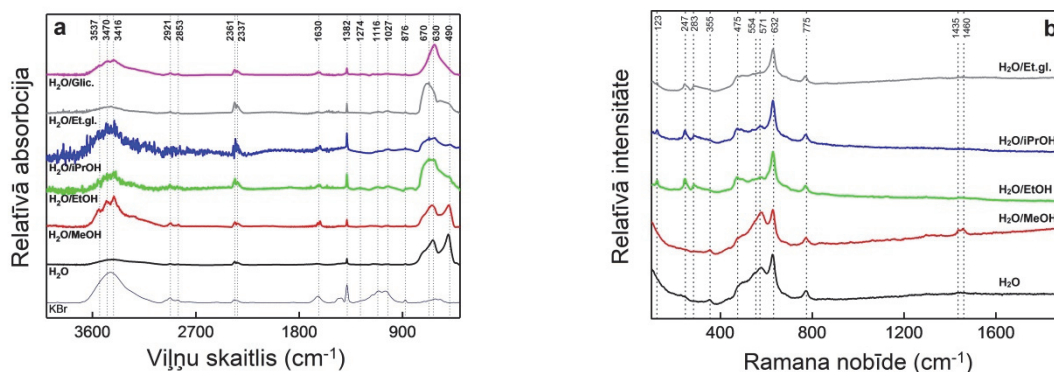 a
3537
3470
3416
2921
2853
2361
2337
1630
1382
1274
1116
1027
876
670
630
490
Relatīvā absorbcija
H₂O/Glic.
H₂O/Et.gl.
H₂O/iPrOH
H₂O/EtOH
H₂O/MeOH
H₂O
KBr
3600
2700
1800
900
Viļņu skaitlis (cm⁻¹)
b
123
247
283
355
475
554
571
632
775
1435
1460
Relatīvā intensitāte
H₂O/Et.gl.
H₂O/iPrOH
H₂O/EtOH
H₂O/MeOH
H₂O
400
800
1200
1600
Ramana nobīde (cm⁻¹)